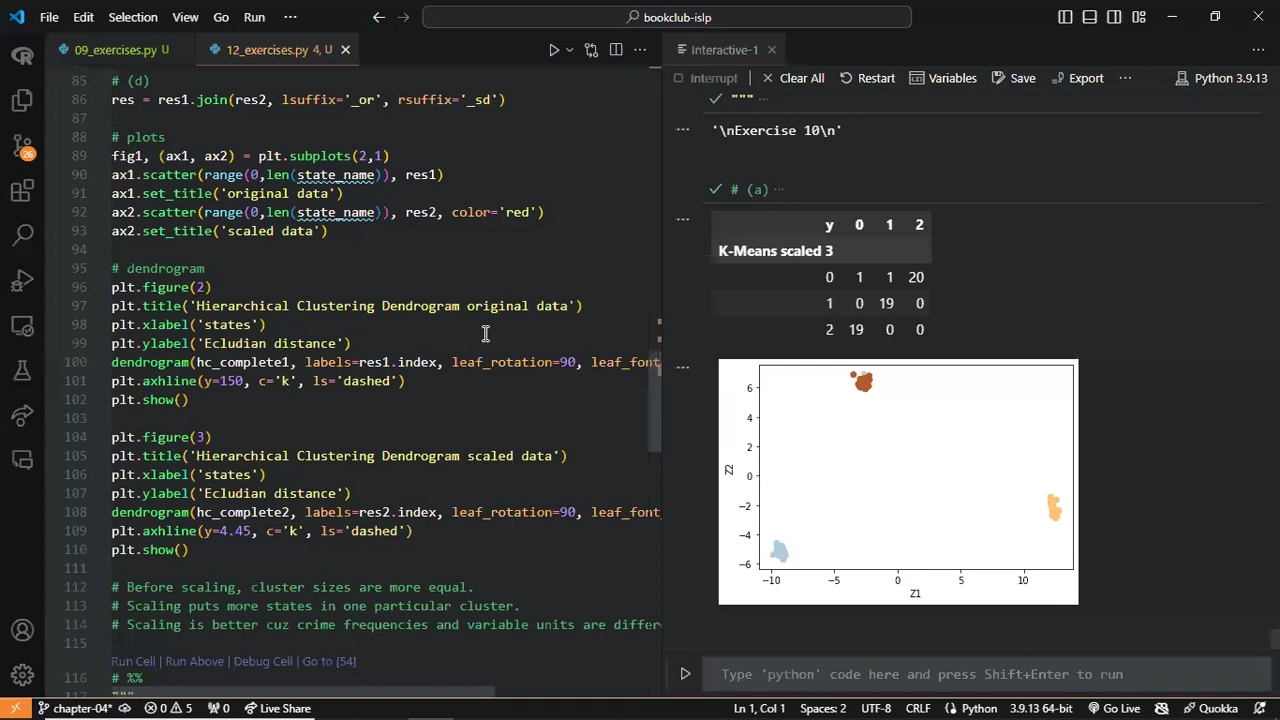 File Edit Selection View Go Run ··· bookclub-islp
09_exercises.py U 12_exercises.py 4, U
Interactive-1
Interrupt Clear All Restart Variables Save Export ··· Python 3.9.13
85 # (d)
86 res = res1.join(res2, lsuffix='_or', rsuffix='_sd')
87
88 # plots
89 fig1, (ax1, ax2) = plt.subplots(2,1)
90 ax1.scatter(range(0,len(state_name)), res1)
91 ax1.set_title('original data')
92 ax2.scatter(range(0,len(state_name)), res2, color='red')
93 ax2.set_title('scaled data')
94
95 # dendrogram
96 plt.figure(2)
97 plt.title('Hierarchical Clustering Dendrogram original data')
98 plt.xlabel('states')
99 plt.ylabel('Ecludian distance')
100 dendrogram(hc_complete1, labels=res1.index, leaf_rotation=90, leaf_font
101 plt.axhline(y=150, c='k', ls='dashed')
102 plt.show()
103
104 plt.figure(3)
105 plt.title('Hierarchical Clustering Dendrogram scaled data')
106 plt.xlabel('states')
107 plt.ylabel('Ecludian distance')
108 dendrogram(hc_complete2, labels=res2.index, leaf_rotation=90, leaf_font
109 plt.axhline(y=4.45, c='k', ls='dashed')
110 plt.show()
111
112 # Before scaling, cluster sizes are more equal.
113 # Scaling puts more states in one particular cluster.
114 # Scaling is better cuz crime frequencies and variable units are differe
115
Run Cell | Run Above | Debug Cell | Go to [54]
116 # %%
117 """
""" ···
'\nExercise 10\n'
# (a) ···
y 0 1 2
K-Means scaled 3
0 1 1 20
1 0 19 0
2 19 0 0
6
4
2
0
−2
−4
−6
Z2
−10 −5 0 5 10
Z1
Type 'python' code here and press Shift+Enter to run
26
chapter-04* 0 5 0 Live Share Ln 1, Col 1 Spaces: 2 UTF-8 CRLF Python 3.9.13 64-bit Go Live Quokka